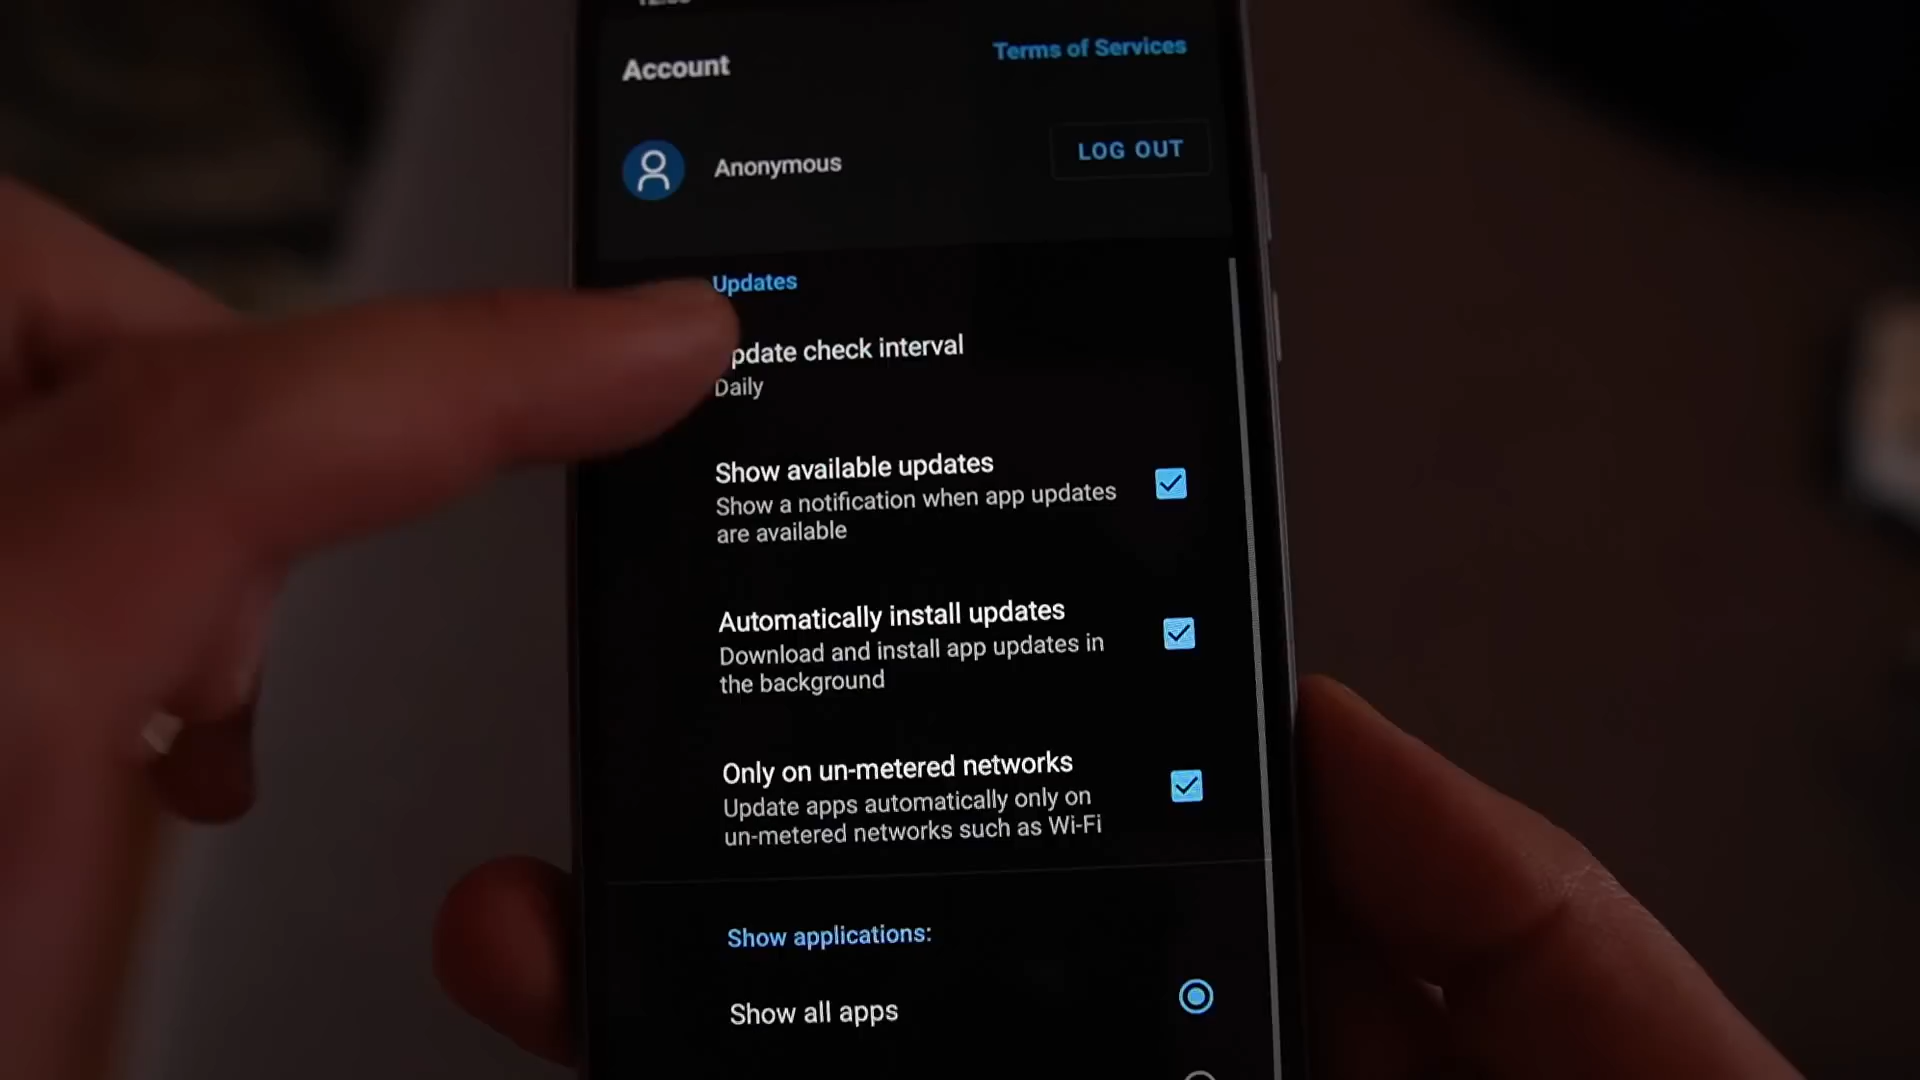 Account
Terms of Services
Anonymous
LOG OUT
Updates
pdate check interval
Daily
Show available updates
Show a notification when app updates
are available
Automatically install updates
Download and install app updates in
the background
Only on un-metered networks
Update apps automatically only on
un-metered networks such as Wi-Fi
Show applications:
Show all apps